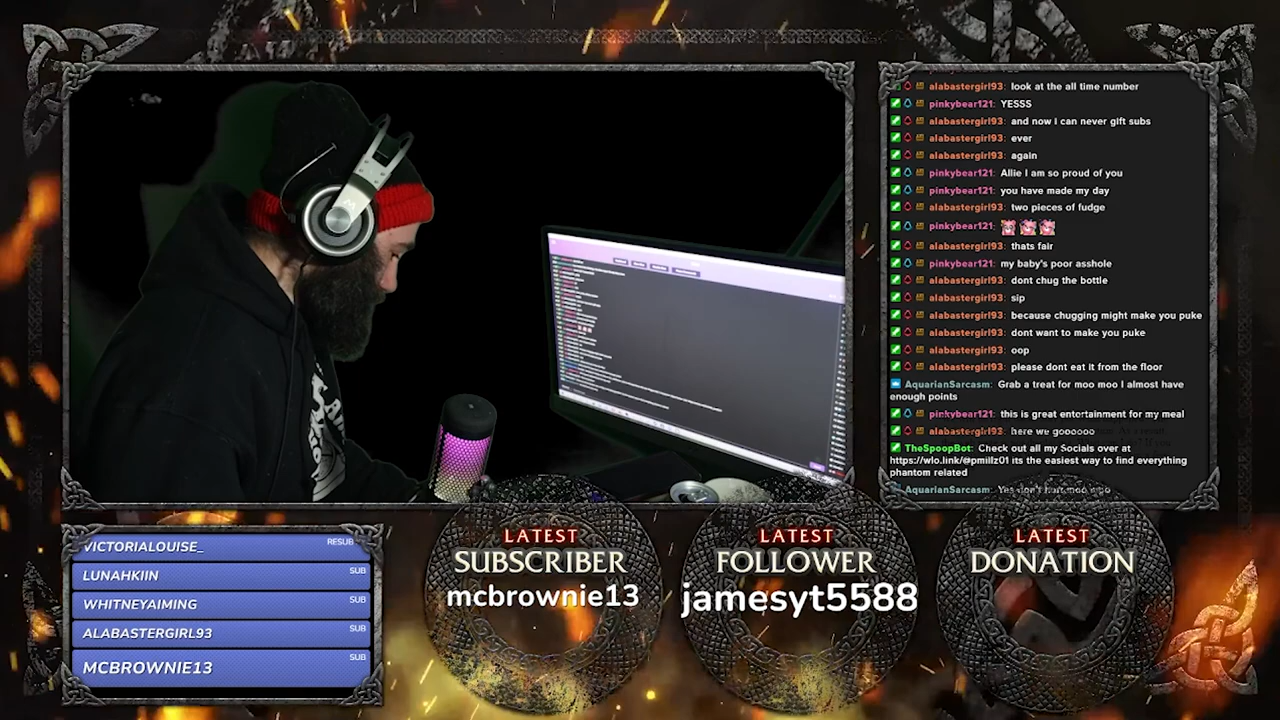 alabastergirl93: look at the all time number
pinkybear121: YESSS
alabastergirl93: and now i can never gift subs
alabastergirl93: ever
alabastergirl93: again
pinkybear121: Allie I am so proud of you
pinkybear121: you have made my day
alabastergirl93: two pieces of fudge
pinkybear121:
alabastergirl93: thats fair
pinkybear121: my baby's poor asshole
alabastergirl93: dont chug the bottle
alabastergirl93: sip
alabastergirl93: because chugging might make you puke
alabastergirl93: dont want to make you puke
alabastergirl93: oop
alabastergirl93: please dont eat it from the floor
AquarianSarcasm: Grab a treat for moo moo I almost have
enough points
pinkybear121: this is great entertainment for my meal
alabastergirl93: here we goooooo
TheSpoopBot: Check out all my Socials over at
https://wlo.link/@pmillz01 its the easiest way to find everything
phantom related
AquarianSarcasm: Yes don't hurt moo moo
VICTORIALOUISE_ RESUB
LUNAHKIIN SUB
WHITNEYAIMING SUB
ALABASTERGIRL93 SUB
MCBROWNIE13 SUB
LATEST
SUBSCRIBER
mcbrownie13
LATEST
FOLLOWER
jamesyt5588
LATEST
DONATION